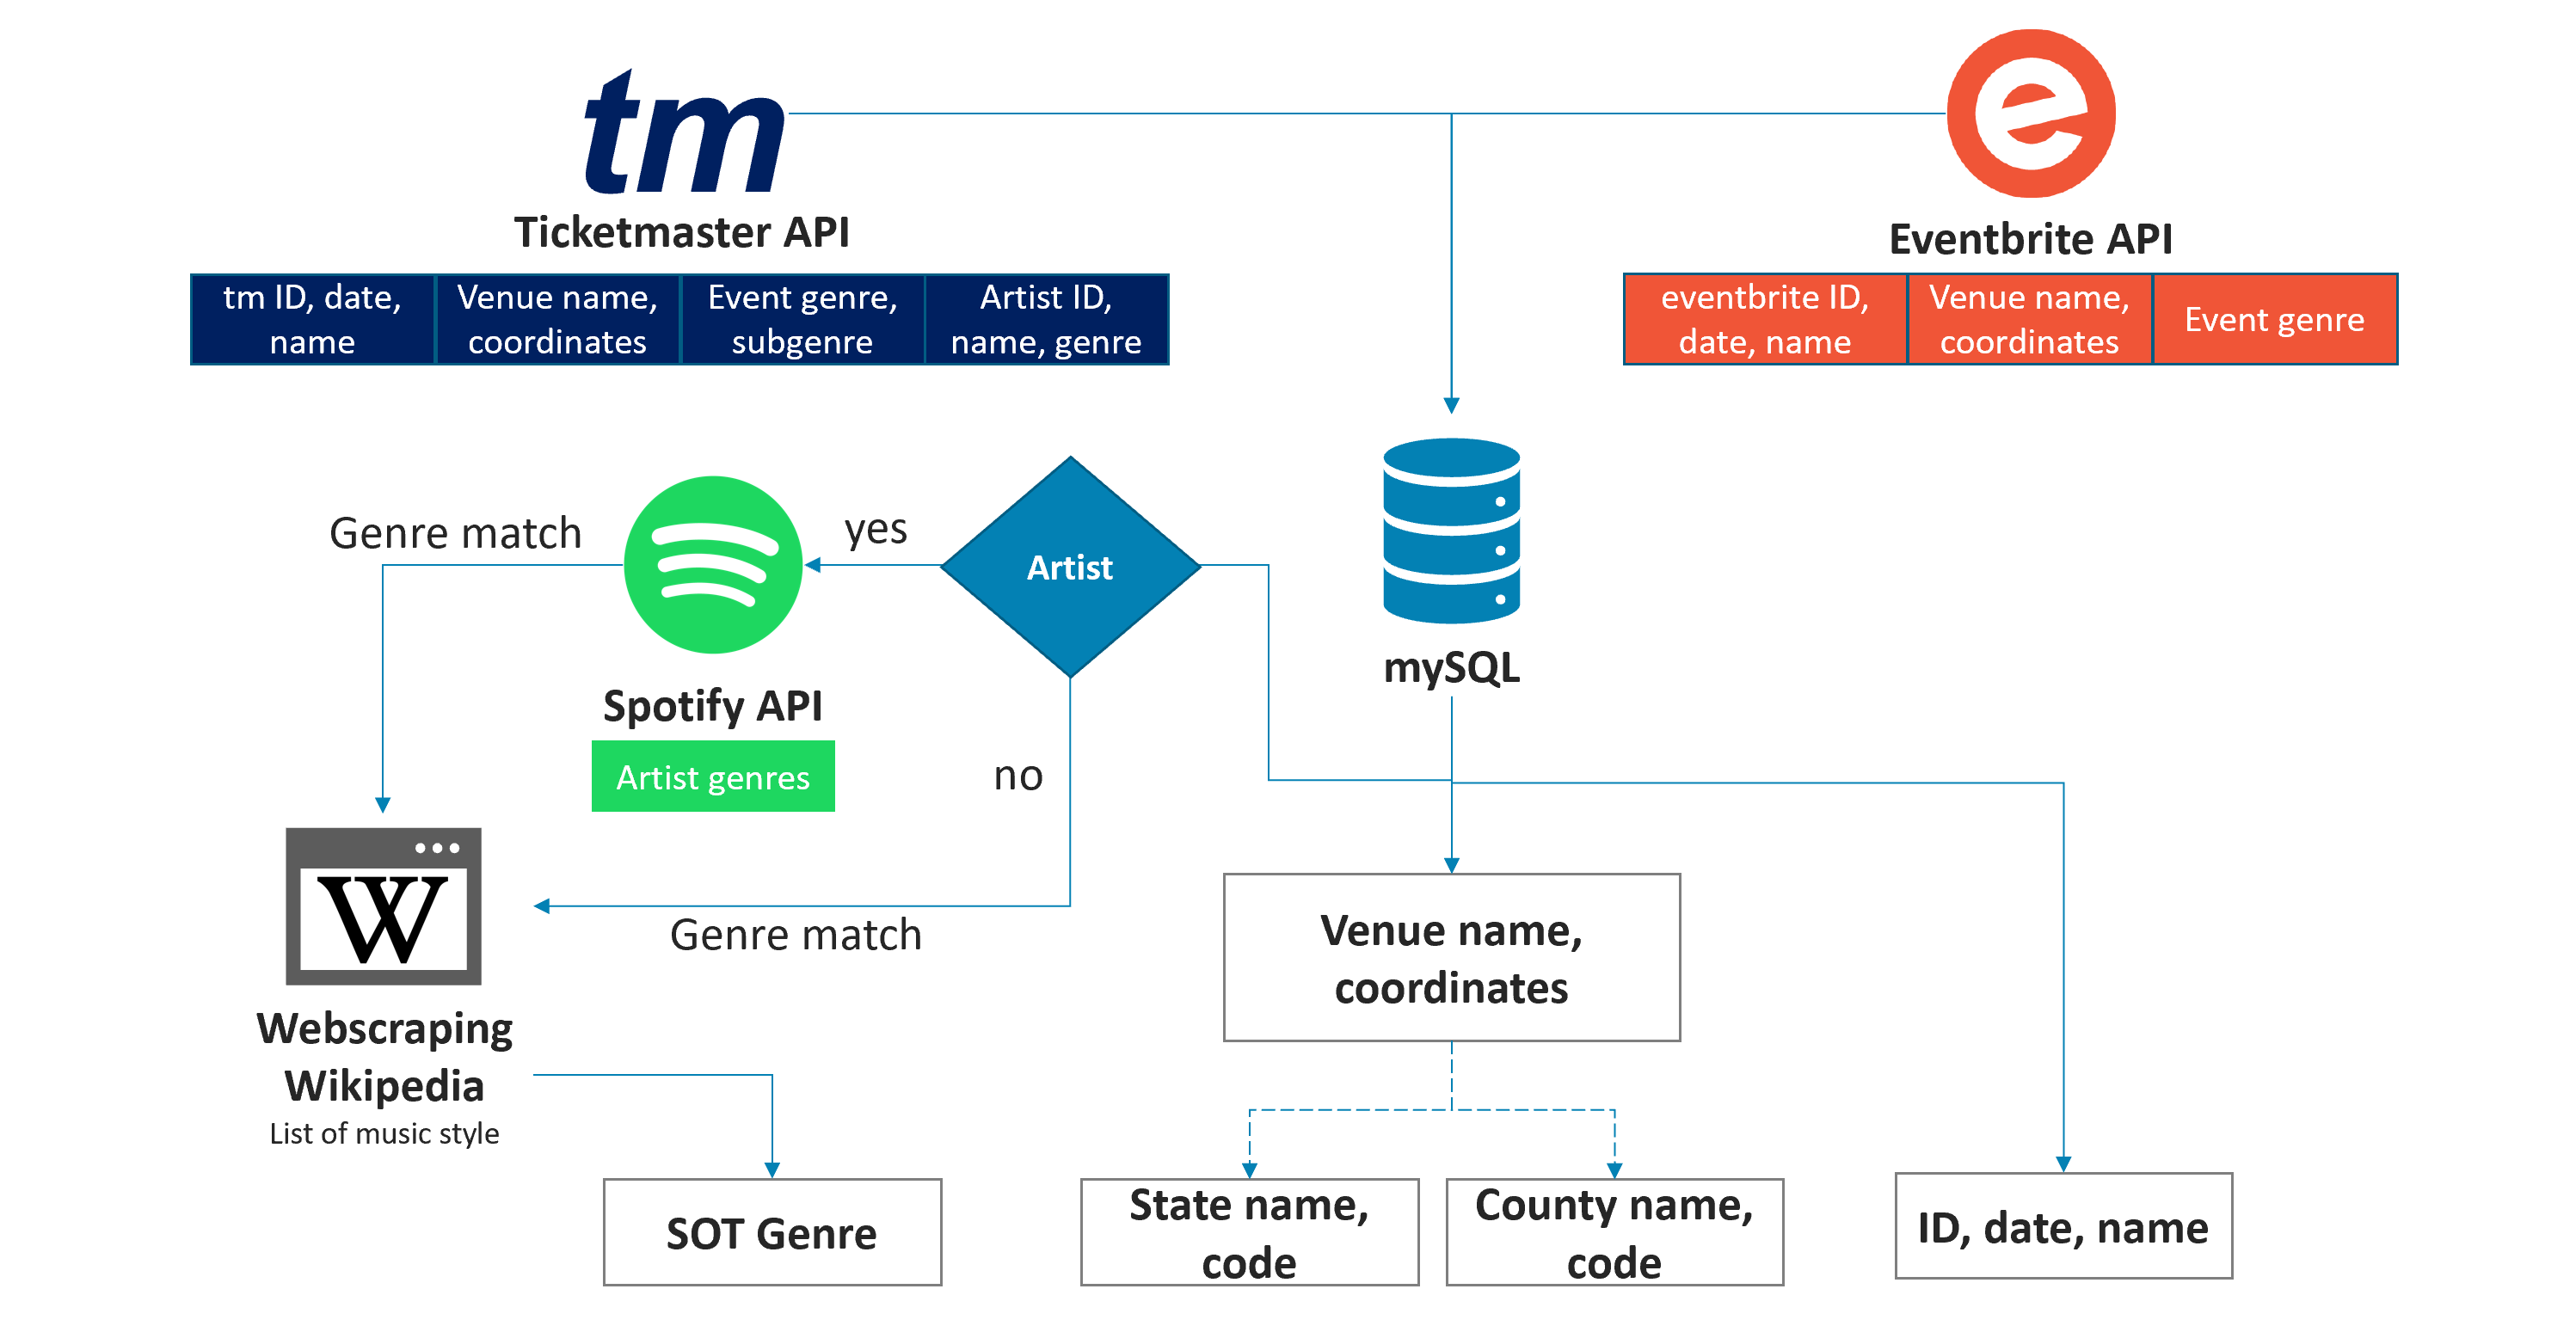 tm
e
Ticketmaster API
Eventbrite API
tm ID, date,
name
Venue name,
coordinates
Event genre,
subgenre
Artist ID,
name, genre
eventbrite ID,
date, name
Venue name,
coordinates
Event genre
Genre match
yes
Artist
mySQL
Spotify API
Artist genres
no
W
Genre match
Venue name,
coordinates
Webscraping
Wikipedia
List of music style
SOT Genre
State name,
code
County name,
code
ID, date, name